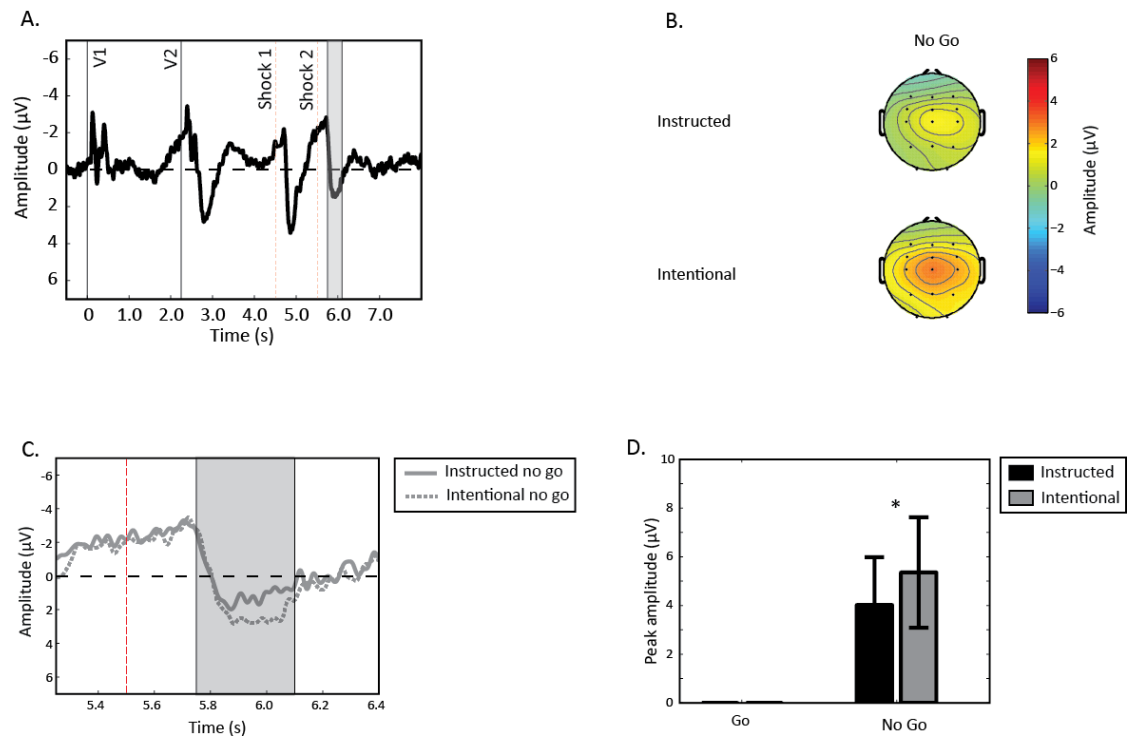 A.
-6
-4
-2
0
2
4
6
Amplitude (µV)
V1
V2
Shock 1
Shock 2
0
1.0
2.0
3.0
4.0
5.0
6.0
7.0
Time (s)
B.
No Go
Instructed
Intentional
6
4
2
0
−2
−4
−6
Amplitude (µV)
C.
-6
-4
-2
0
2
4
6
Amplitude (µV)
5.4
5.6
5.8
6.0
6.2
6.4
Time (s)
Instructed no go
Intentional no go
D.
10
8
6
4
2
0
Peak amplitude (µV)
*
Go
No Go
Instructed
Intentional